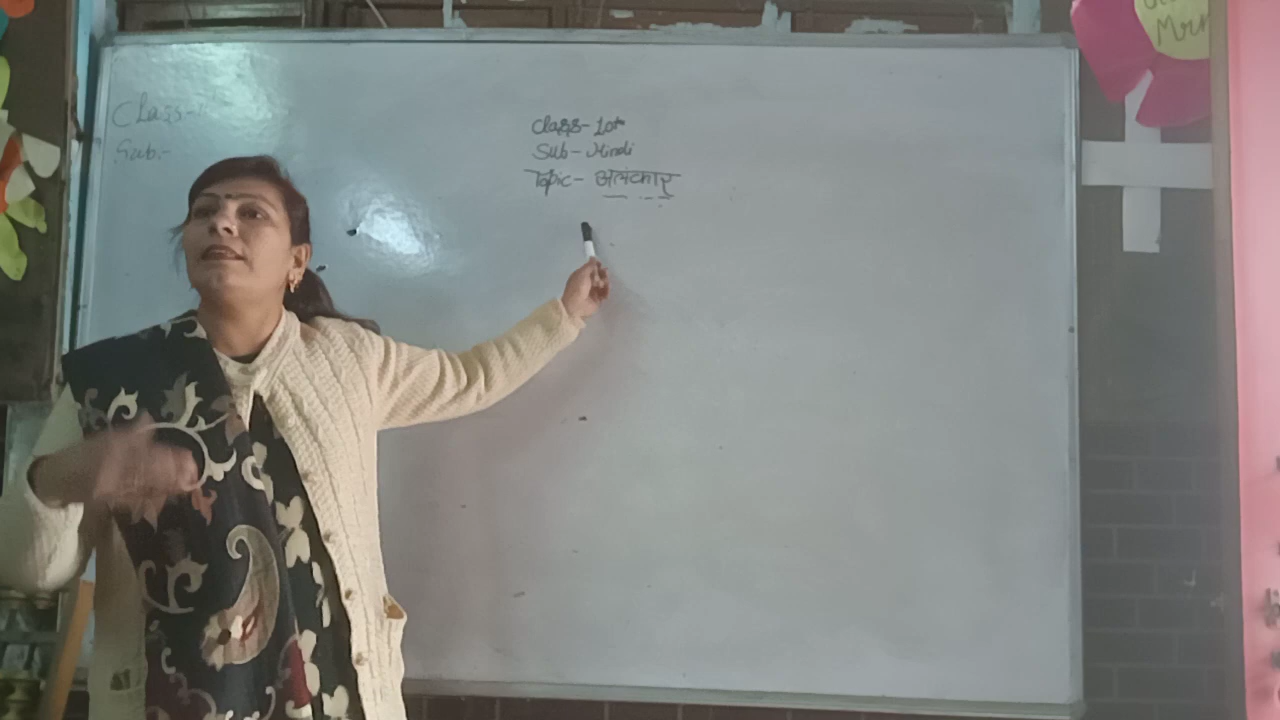 Class-
Sub.-
Class- 10th
Sub - Hindi
Topic - अलंकार